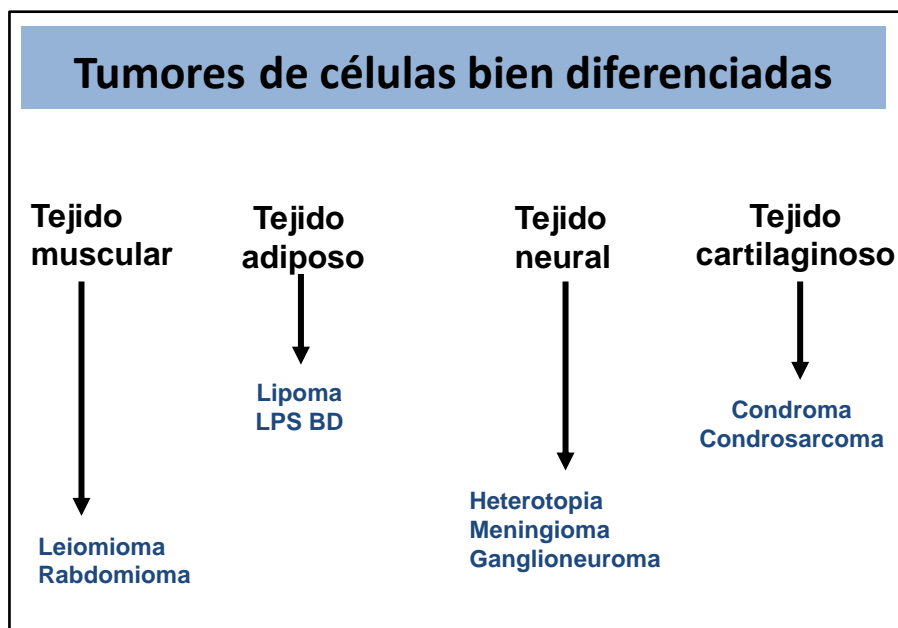 Tumores de células bien diferenciadas
Tejido
muscular
Leiomioma
Rabdomioma
Tejido
adiposo
Lipoma
LPS BD
Tejido
neural
Heterotopia
Meningioma
Ganglioneuroma
Tejido
cartilaginoso
Condroma
Condrosarcoma